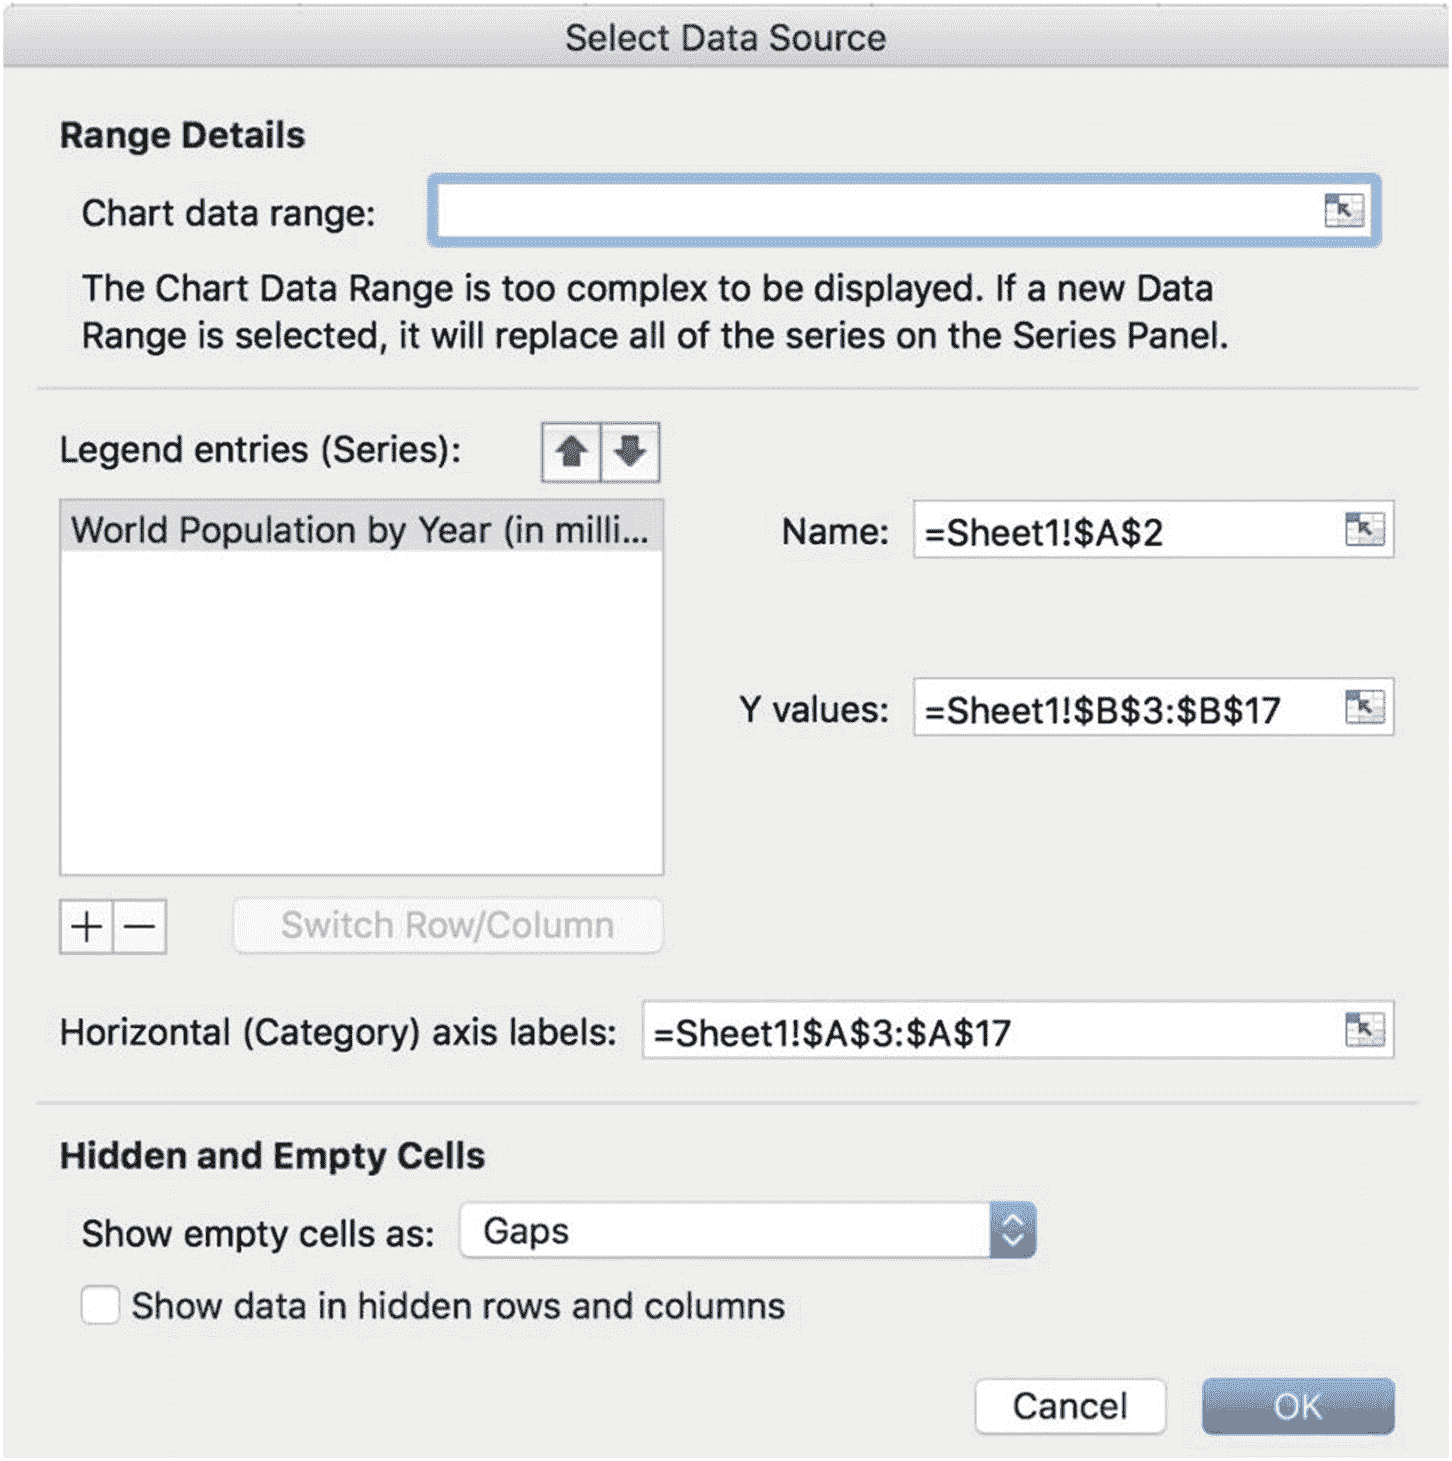 Select Data Source
Range Details
Chart data range:
The Chart Data Range is too complex to be displayed. If a new Data
Range is selected, it will replace all of the series on the Series Panel.
Legend entries (Series):
World Population by Year (in milli...
Name: =Sheet1!$A$2
Y values: =Sheet1!$B$3:$B$17
Switch Row/Column
Horizontal (Category) axis labels: =Sheet1!$A$3:$A$17
Hidden and Empty Cells
Show empty cells as: Gaps
Show data in hidden rows and columns
Cancel OK